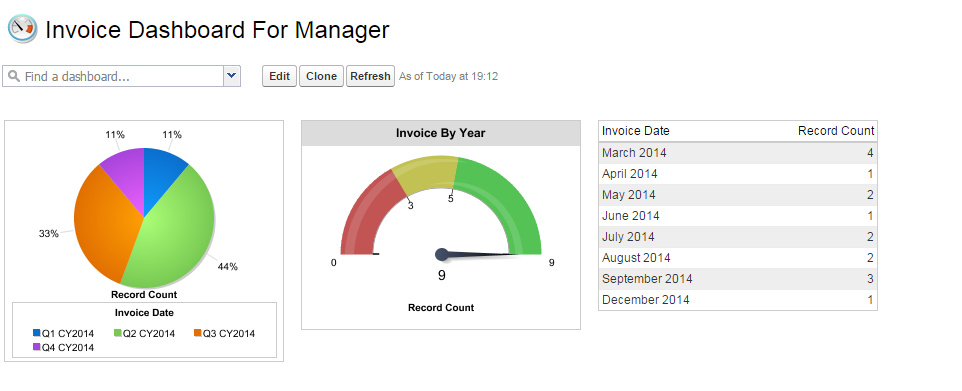 Invoice Dashboard For Manager
Find a dashboard...
Edit Clone Refresh As of Today at 19:12
11% 11%
33%
44%
Record Count
Invoice Date
Q1 CY2014 Q2 CY2014 Q3 CY2014
Q4 CY2014
Invoice By Year
3 5
0 9
9
Record Count
Invoice Date Record Count
March 2014 4
April 2014 1
May 2014 2
June 2014 1
July 2014 2
August 2014 2
September 2014 3
December 2014 1